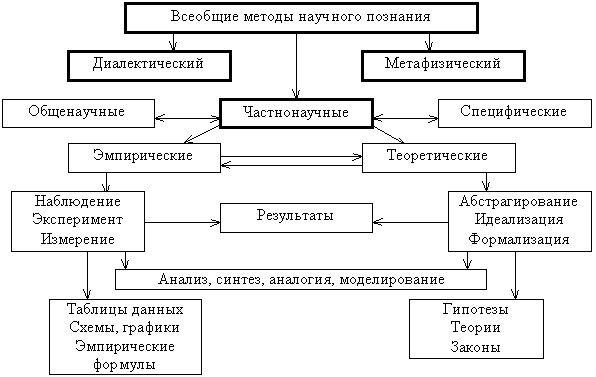 Всеобщие методы научного познания
Диалектический
Метафизический
Общенаучные
Частнонаучные
Специфические
Эмпирические
Теоретические
Наблюдение
Эксперимент
Измерение
Результаты
Абстрагирование
Идеализация
Формализация
Анализ, синтез, аналогия, моделирование
Таблицы данных
Схемы, графики
Эмпирические
формулы
Гипотезы
Теории
Законы